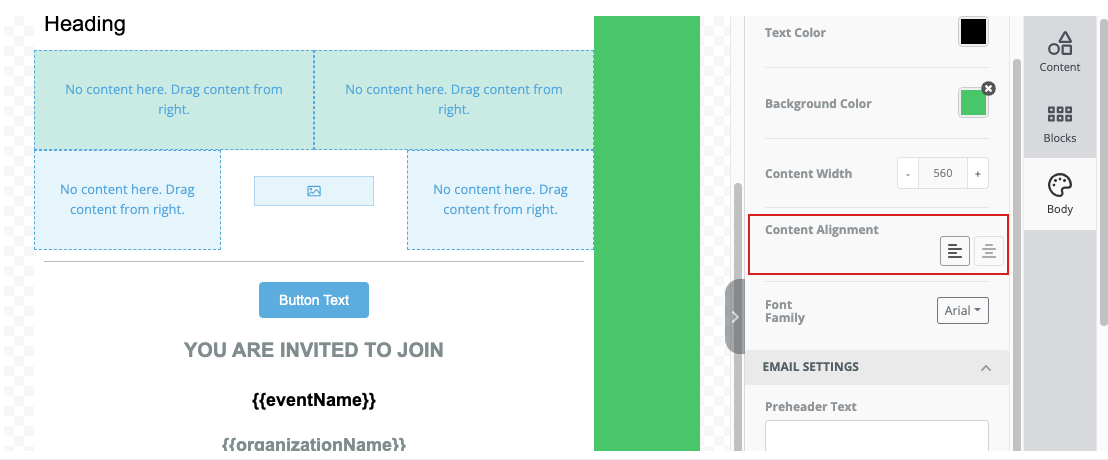 Heading
No content here. Drag content from
right.
No content here. Drag content from
right.
No content here. Drag
content from right.
No content here. Drag
content from right.
Button Text
YOU ARE INVITED TO JOIN
{{eventName}}
{{organizationName}}
Text Color
Background Color
Content Width
- 560 +
Content Alignment
Font
Family
Arial
EMAIL SETTINGS
Preheader Text
Content
Blocks
Body